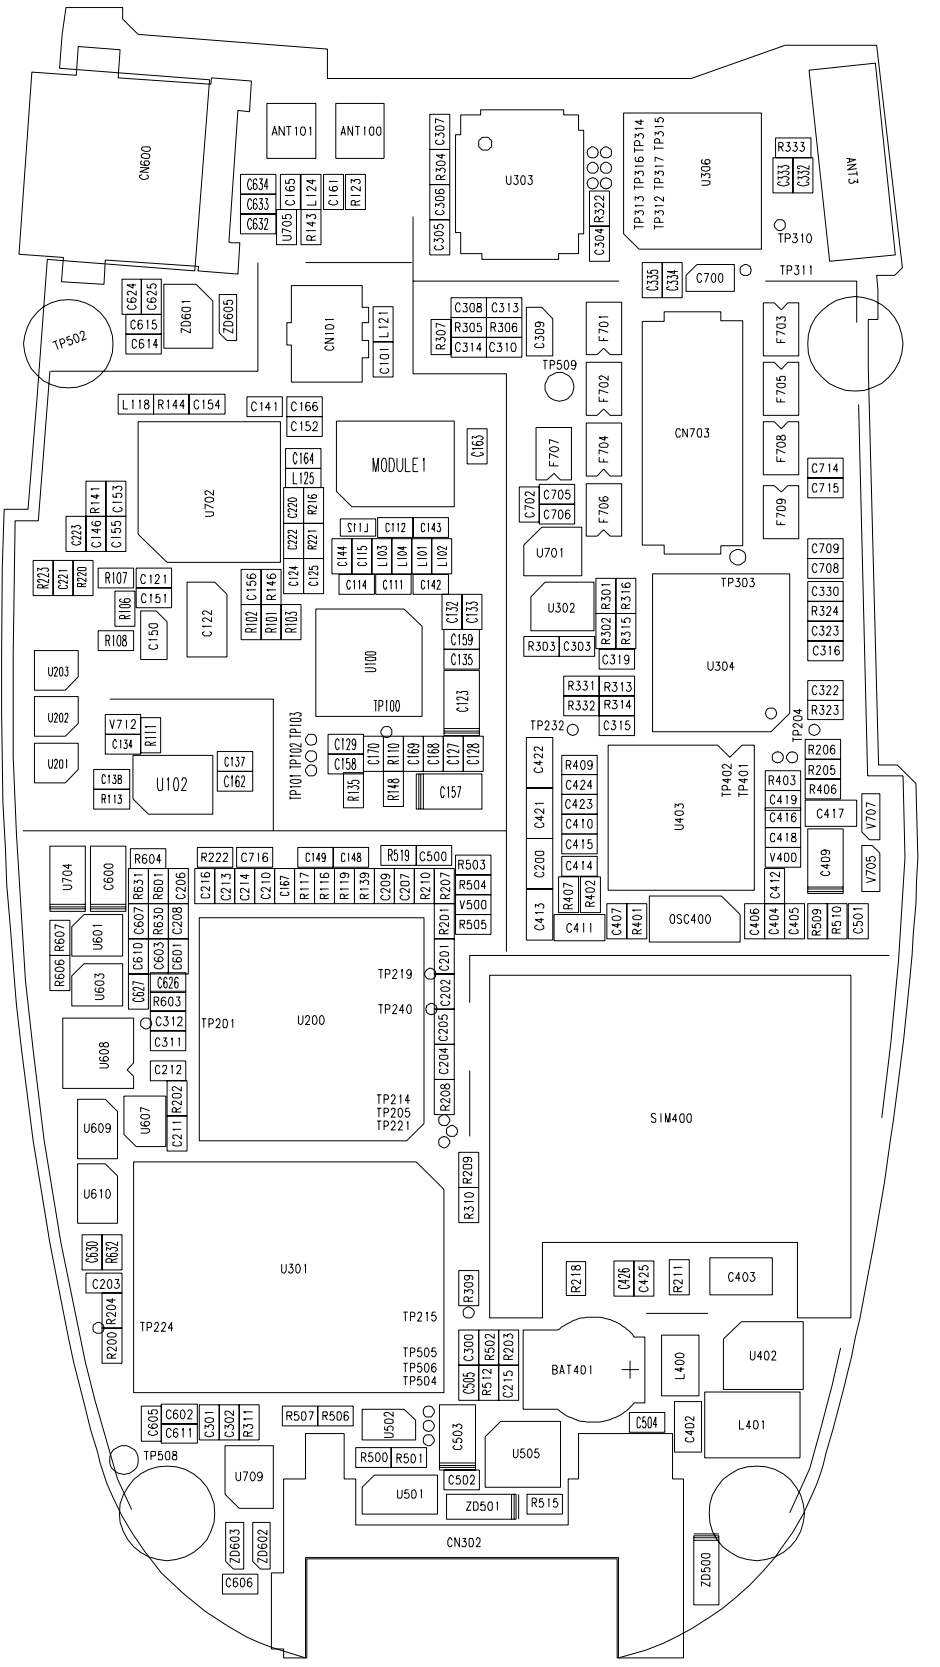 CN600
ANT101
ANT100
C307
R304
C306
C305
U303
TP313 TP316 TP314
TP312 TP317 TP315
U306
R333
C333
C332
ANT3
C634
C633
C632
C165
L124
C161
R123
U705
R143
R322
C304
TP310
TP311
C335
C334
C700
C624
C625
C615
C614
ZD601
ZD605
TP502
CN101
L121
C101
C308
C313
R307
R305
R306
C314
C310
C309
F701
F703
TP509
F702
F705
CN703
L118
R144
C154
C141
C166
C152
F707
F704
F708
C163
MODULE1
C164
L125
U702
C714
C715
C702
C705
C706
F706
F709
R141
C153
C223
C146
C155
C220
R216
C222
R221
C124
C125
L112
C112
C143
C144
C115
L103
L104
L101
L102
C114
C111
C142
U701
C709
C708
TP303
R223
C221
R220
R107
C121
C151
R106
R108
C150
C122
C156
R146
R102
R101
R103
U302
R301
R316
R302
R315
C330
R324
C323
C316
C132
C133
C159
C135
U100
TP100
C123
R303
C303
C319
U304
U203
U202
U201
R331
R313
R332
R314
C315
TP232
C322
R323
TP204
V712
C134
R111
TP101 TP102 TP103
C129
C158
C170
R110
C169
C168
C127
C128
C138
R113
U102
C137
C162
R135
R148
C157
C422
R409
C424
C423
C410
C415
C414
C421
C200
C413
R407
R402
C411
U403
TP402
TP401
R403
C419
C416
C418
V400
C412
R206
R205
R406
C417
V707
C409
V705
C407
R401
OSC400
C406
C404
C405
R509
R510
C501
U704
C600
R604
R222
C716
C149
C148
R519
C500
R503
R504
V500
R505
R631
R601
C206
C216
C213
C214
C210
C167
R117
R116
R119
R139
C209
C207
R210
R207
R607
U601
C607
R630
C208
R201
R606
U603
C610
C603
C601
C201
C627
C626
R603
C312
C311
TP219
TP240
TP201
U200
C202
C205
C204
R208
U608
C212
R202
C211
U607
U609
TP214
TP205
TP221
SIM400
R209
R310
U610
U301
C630
R632
C203
R204
R200
TP224
TP215
TP505
TP506
TP504
R309
R218
C426
C425
R211
C403
C300
R502
R203
C505
R512
C215
BAT401
L400
U402
C605
C602
C611
C301
C302
R311
R507
R506
U502
C503
C504
C402
L401
TP508
U709
R500
R501
C502
U505
U501
ZD501
R515
ZD603
ZD602
CN302
C606
ZD500